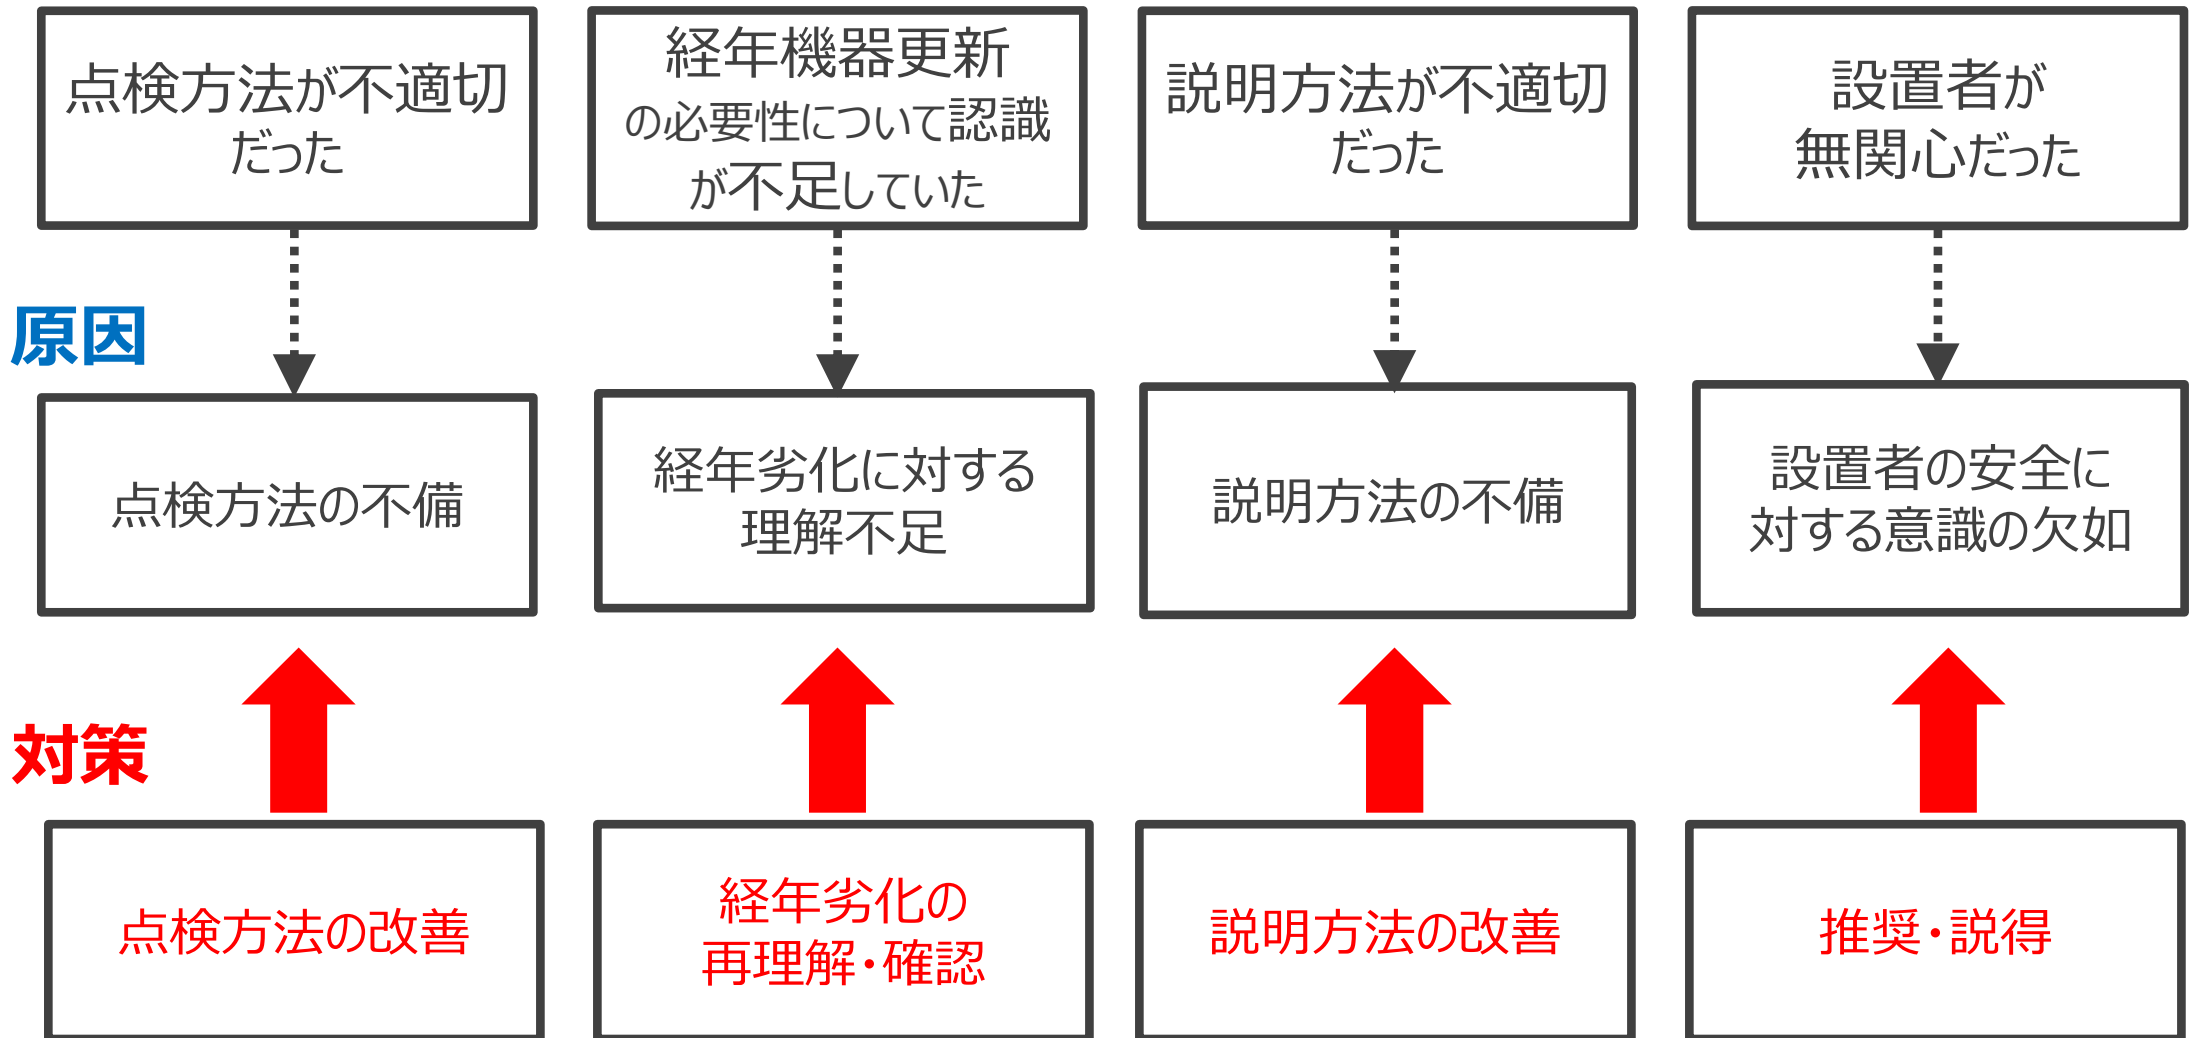 点検方法が不適切
だった
経年機器更新
の必要性について認識
が不足していた
説明方法が不適切
だった
設置者が
無関心だった
原因
点検方法の不備
経年劣化に対する
理解不足
説明方法の不備
設置者の安全に
対する意識の欠如
対策
点検方法の改善
経年劣化の
再理解・確認
説明方法の改善
推奨・説得